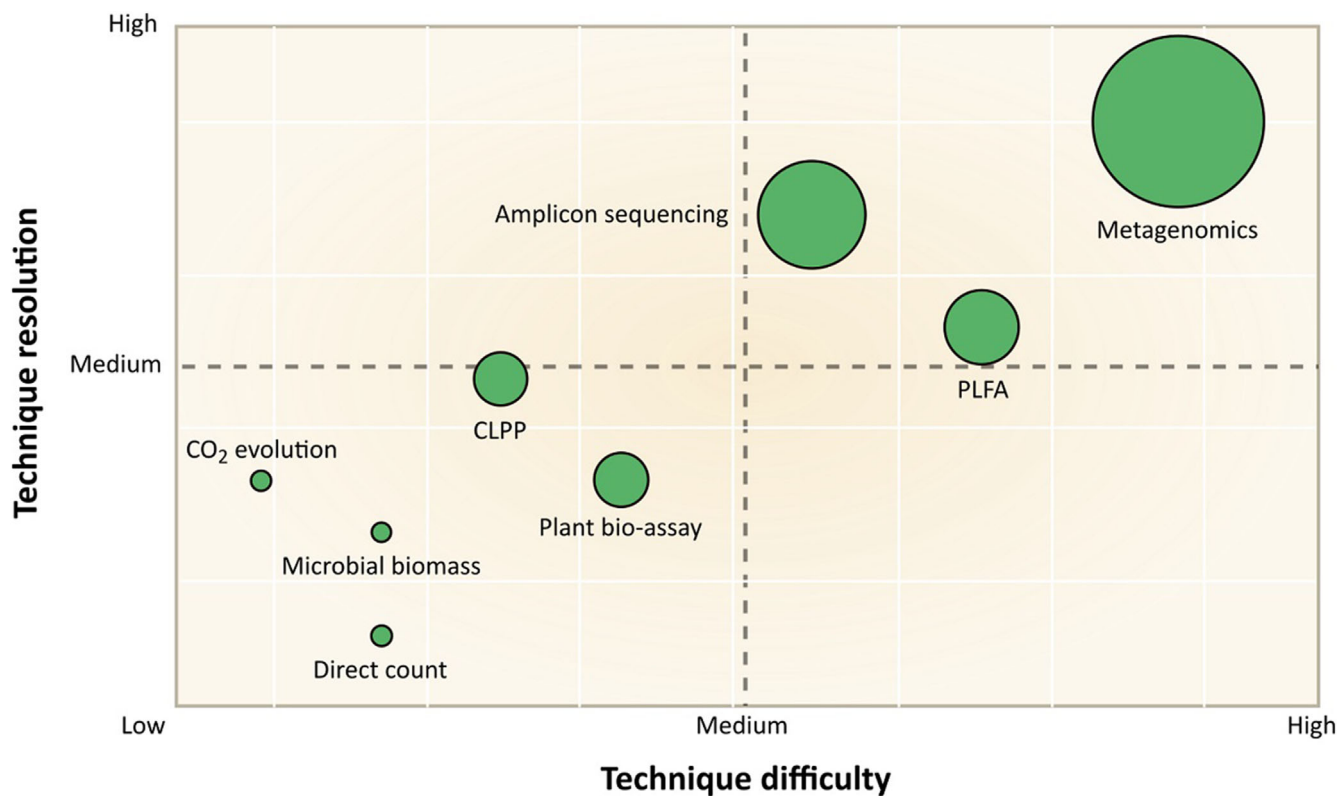 High
Amplicon sequencing
Metagenomics
Technique resolution
Medium
PLFA
CLPP
CO₂ evolution
Plant bio-assay
Microbial biomass
Direct count
Low
Medium
High
Technique difficulty